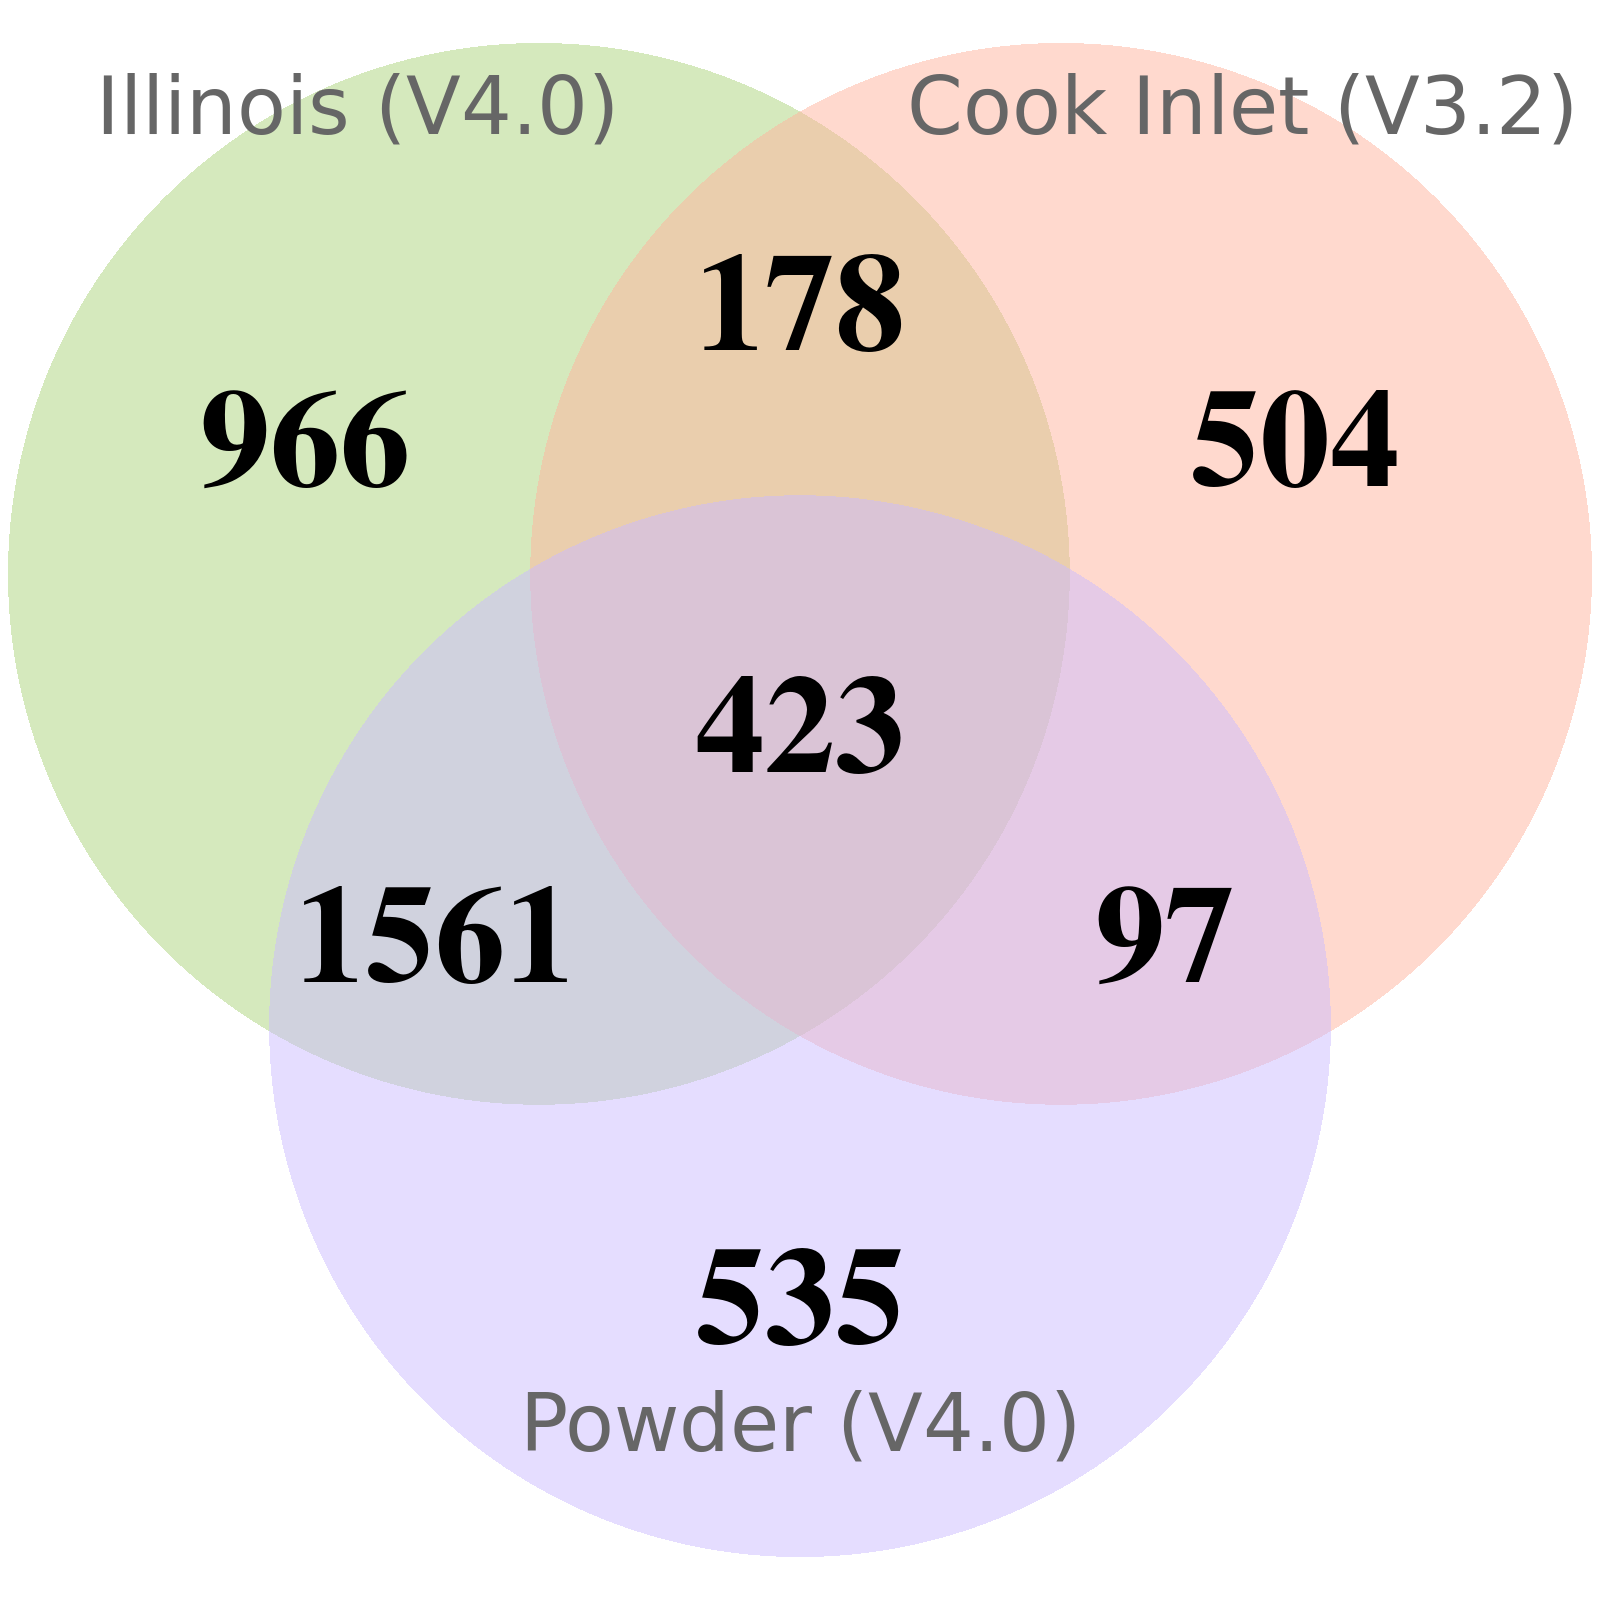 Illinois (V4.0)
Cook Inlet (V3.2)
178
966
504
423
1561
97
535
Powder (V4.0)